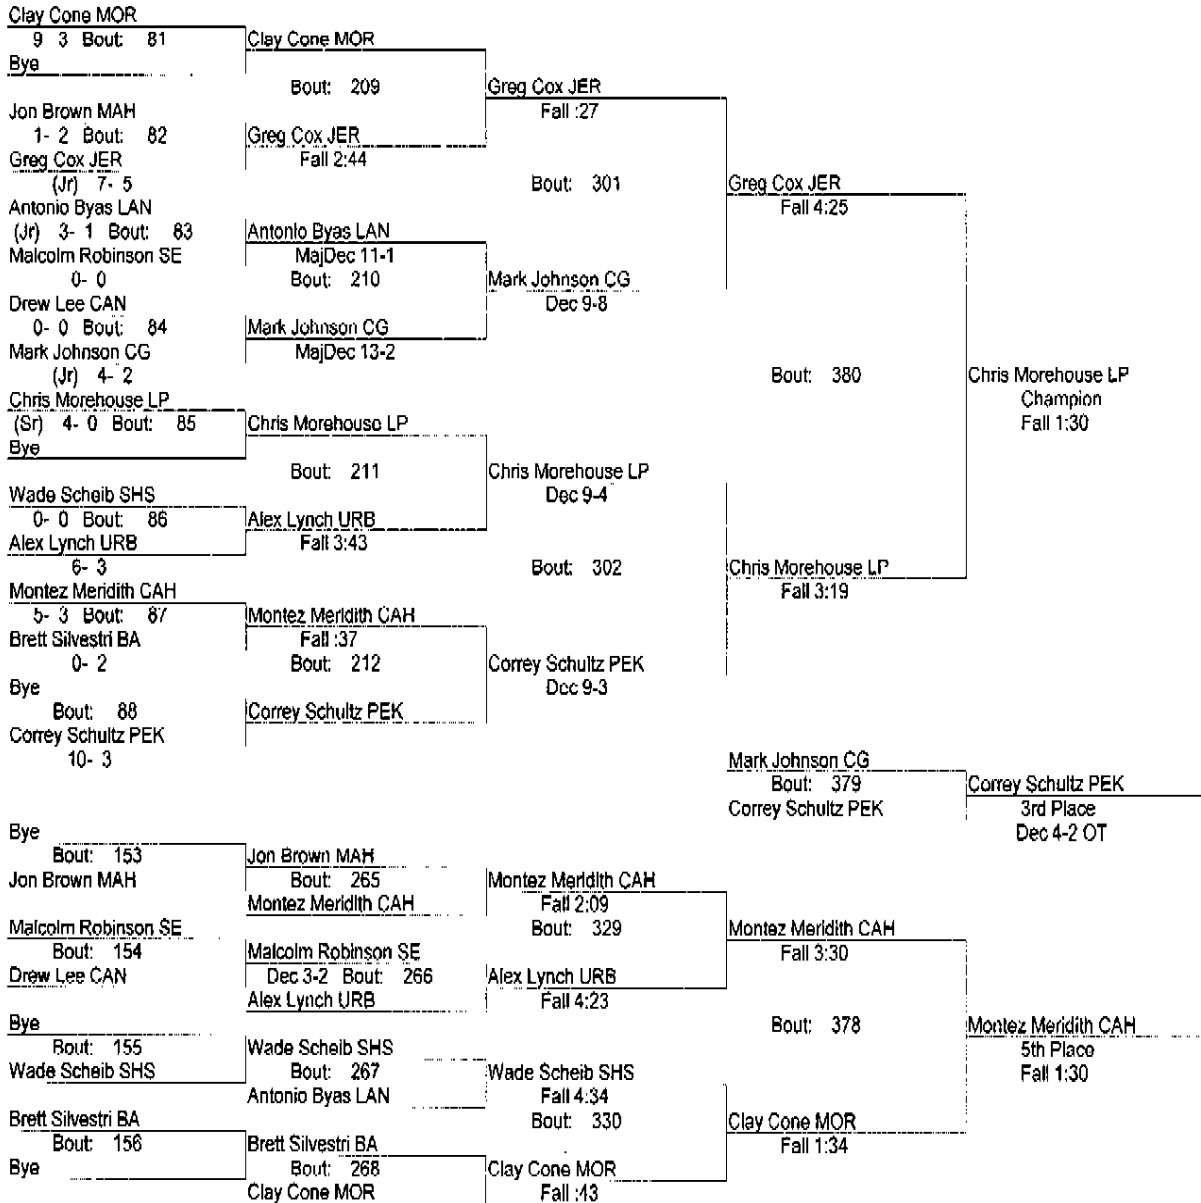 Clay Cone MOR
9 3 Bout: 81
Bye
Jon Brown MAH
1- 2 Bout: 82
Greg Cox JER
(Jr) 7- 5
Antonio Byas LAN
(Jr) 3- 1 Bout: 83
Malcolm Robinson SE
0- 0
Drew Lee CAN
0- 0 Bout: 84
Mark Johnson CG
(Jr) 4- 2
Chris Morehouse LP
(Sr) 4- 0 Bout: 85
Bye
Wade Scheib SHS
0- 0 Bout: 86
Alex Lynch URB
6- 3
Montez Meridith CAH
5- 3 Bout: 87
Brett Silvestri BA
0- 2
Bye
Bout: 88
Correy Schultz PEK
10- 3
Clay Cone MOR
Bout: 209
Greg Cox JER
Fall 2:44
Antonio Byas LAN
MajDec 11-1
Bout: 210
Mark Johnson CG
MajDec 13-2
Chris Morehouse LP
Bout: 211
Alex Lynch URB
Fall 3:43
Montez Meridith CAH
Fall :37
Bout: 212
Correy Schultz PEK
Greg Cox JER
Fall :27
Bout: 301
Mark Johnson CG
Dec 9-8
Chris Morehouse LP
Dec 9-4
Bout: 302
Correy Schultz PEK
Dec 9-3
Greg Cox JER
Fall 4:25
Bout: 380
Chris Morehouse LP
Fall 3:19
Chris Morehouse LP
Champion
Fall 1:30
Mark Johnson CG
Bout: 379
Correy Schultz PEK
Correy Schultz PEK
3rd Place
Dec 4-2 OT
Bye
Bout: 153
Jon Brown MAH
Malcolm Robinson SE
Bout: 154
Drew Lee CAN
Bye
Bout: 155
Wade Scheib SHS
Brett Silvestri BA
Bout: 156
Bye
Jon Brown MAH
Bout: 265
Montez Meridith CAH
Malcolm Robinson SE
Dec 3-2 Bout: 266
Alex Lynch URB
Wade Scheib SHS
Bout: 267
Antonio Byas LAN
Brett Silvestri BA
Bout: 268
Clay Cone MOR
Montez Meridith CAH
Fall 2:09
Bout: 329
Alex Lynch URB
Fall 4:23
Wade Scheib SHS
Fall 4:34
Bout: 330
Clay Cone MOR
Fall :43
Montez Meridith CAH
Fall 3:30
Bout: 378
Clay Cone MOR
Fall 1:34
Montez Meridith CAH
5th Place
Fall 1:30